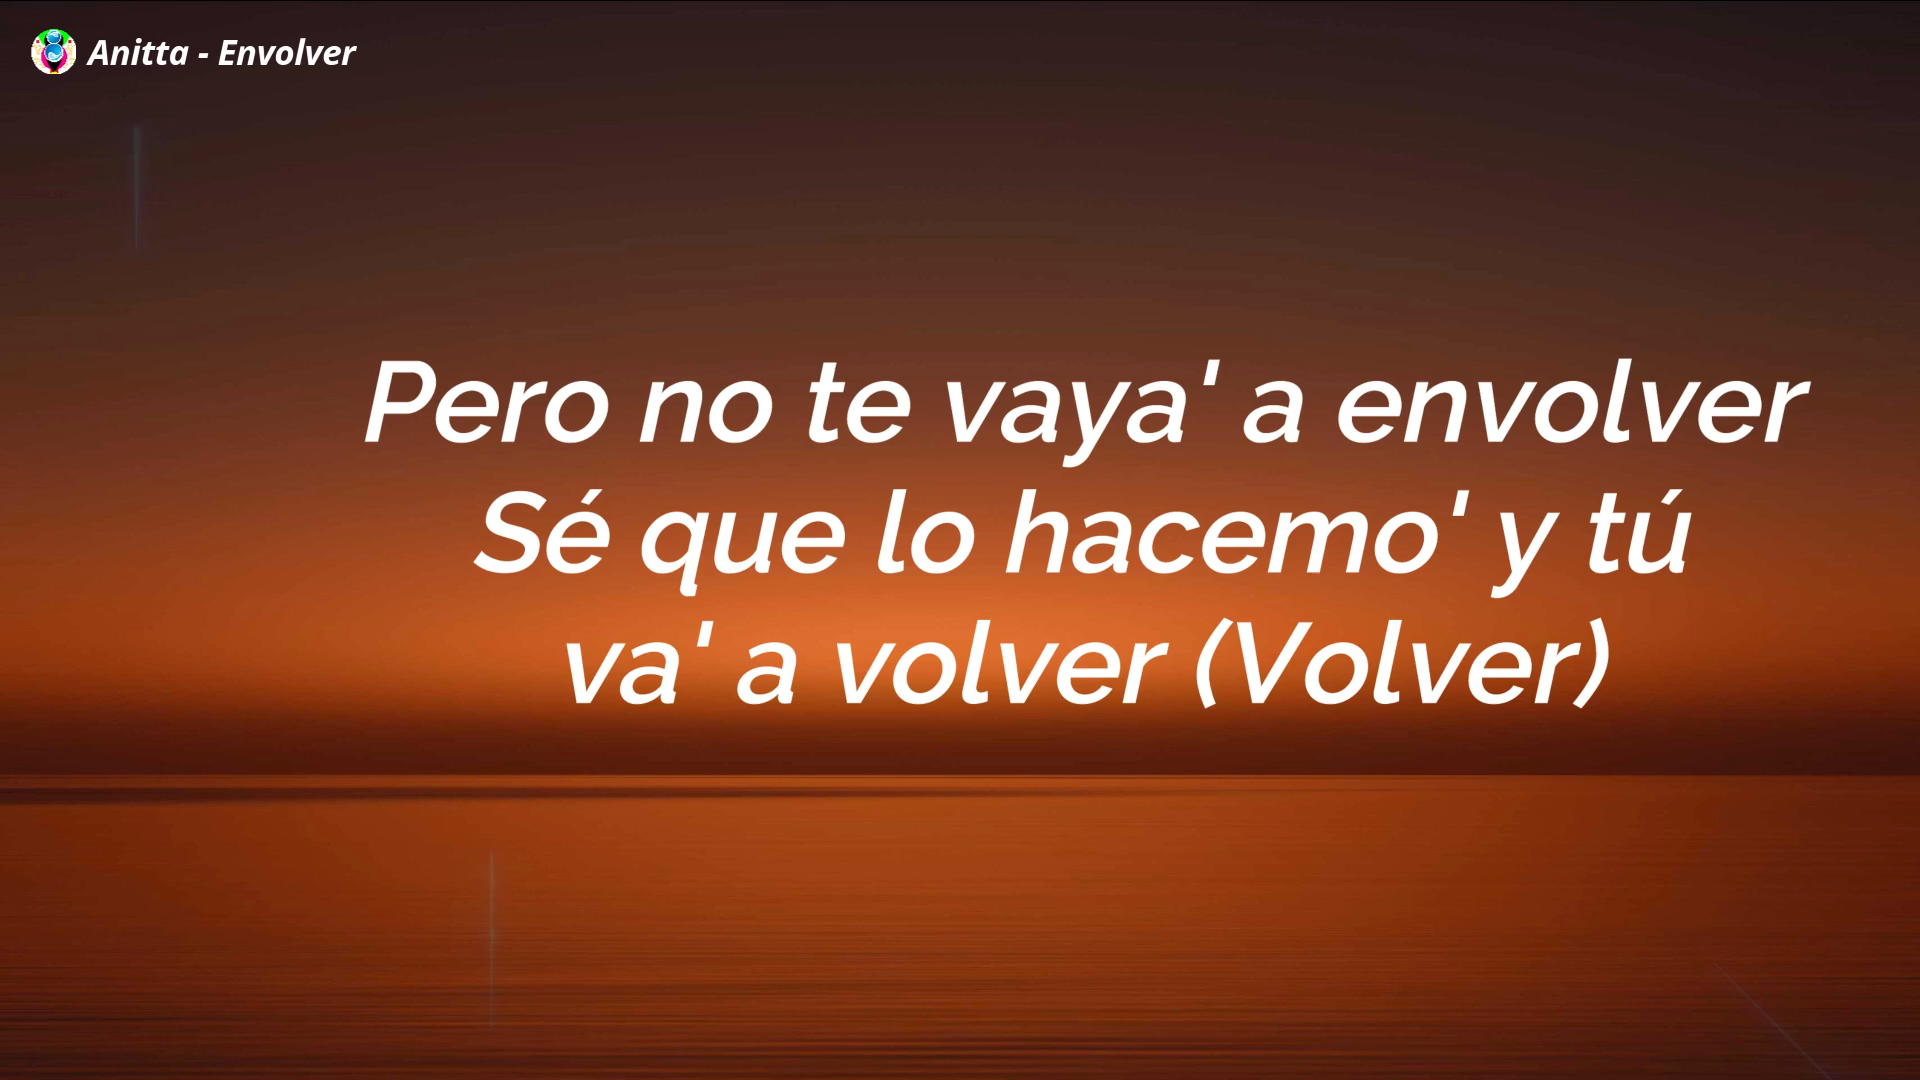 Anitta - Envolver
Pero no te vaya' a envolver
Sé que lo hacemo' y tú
va' a volver (Volver)